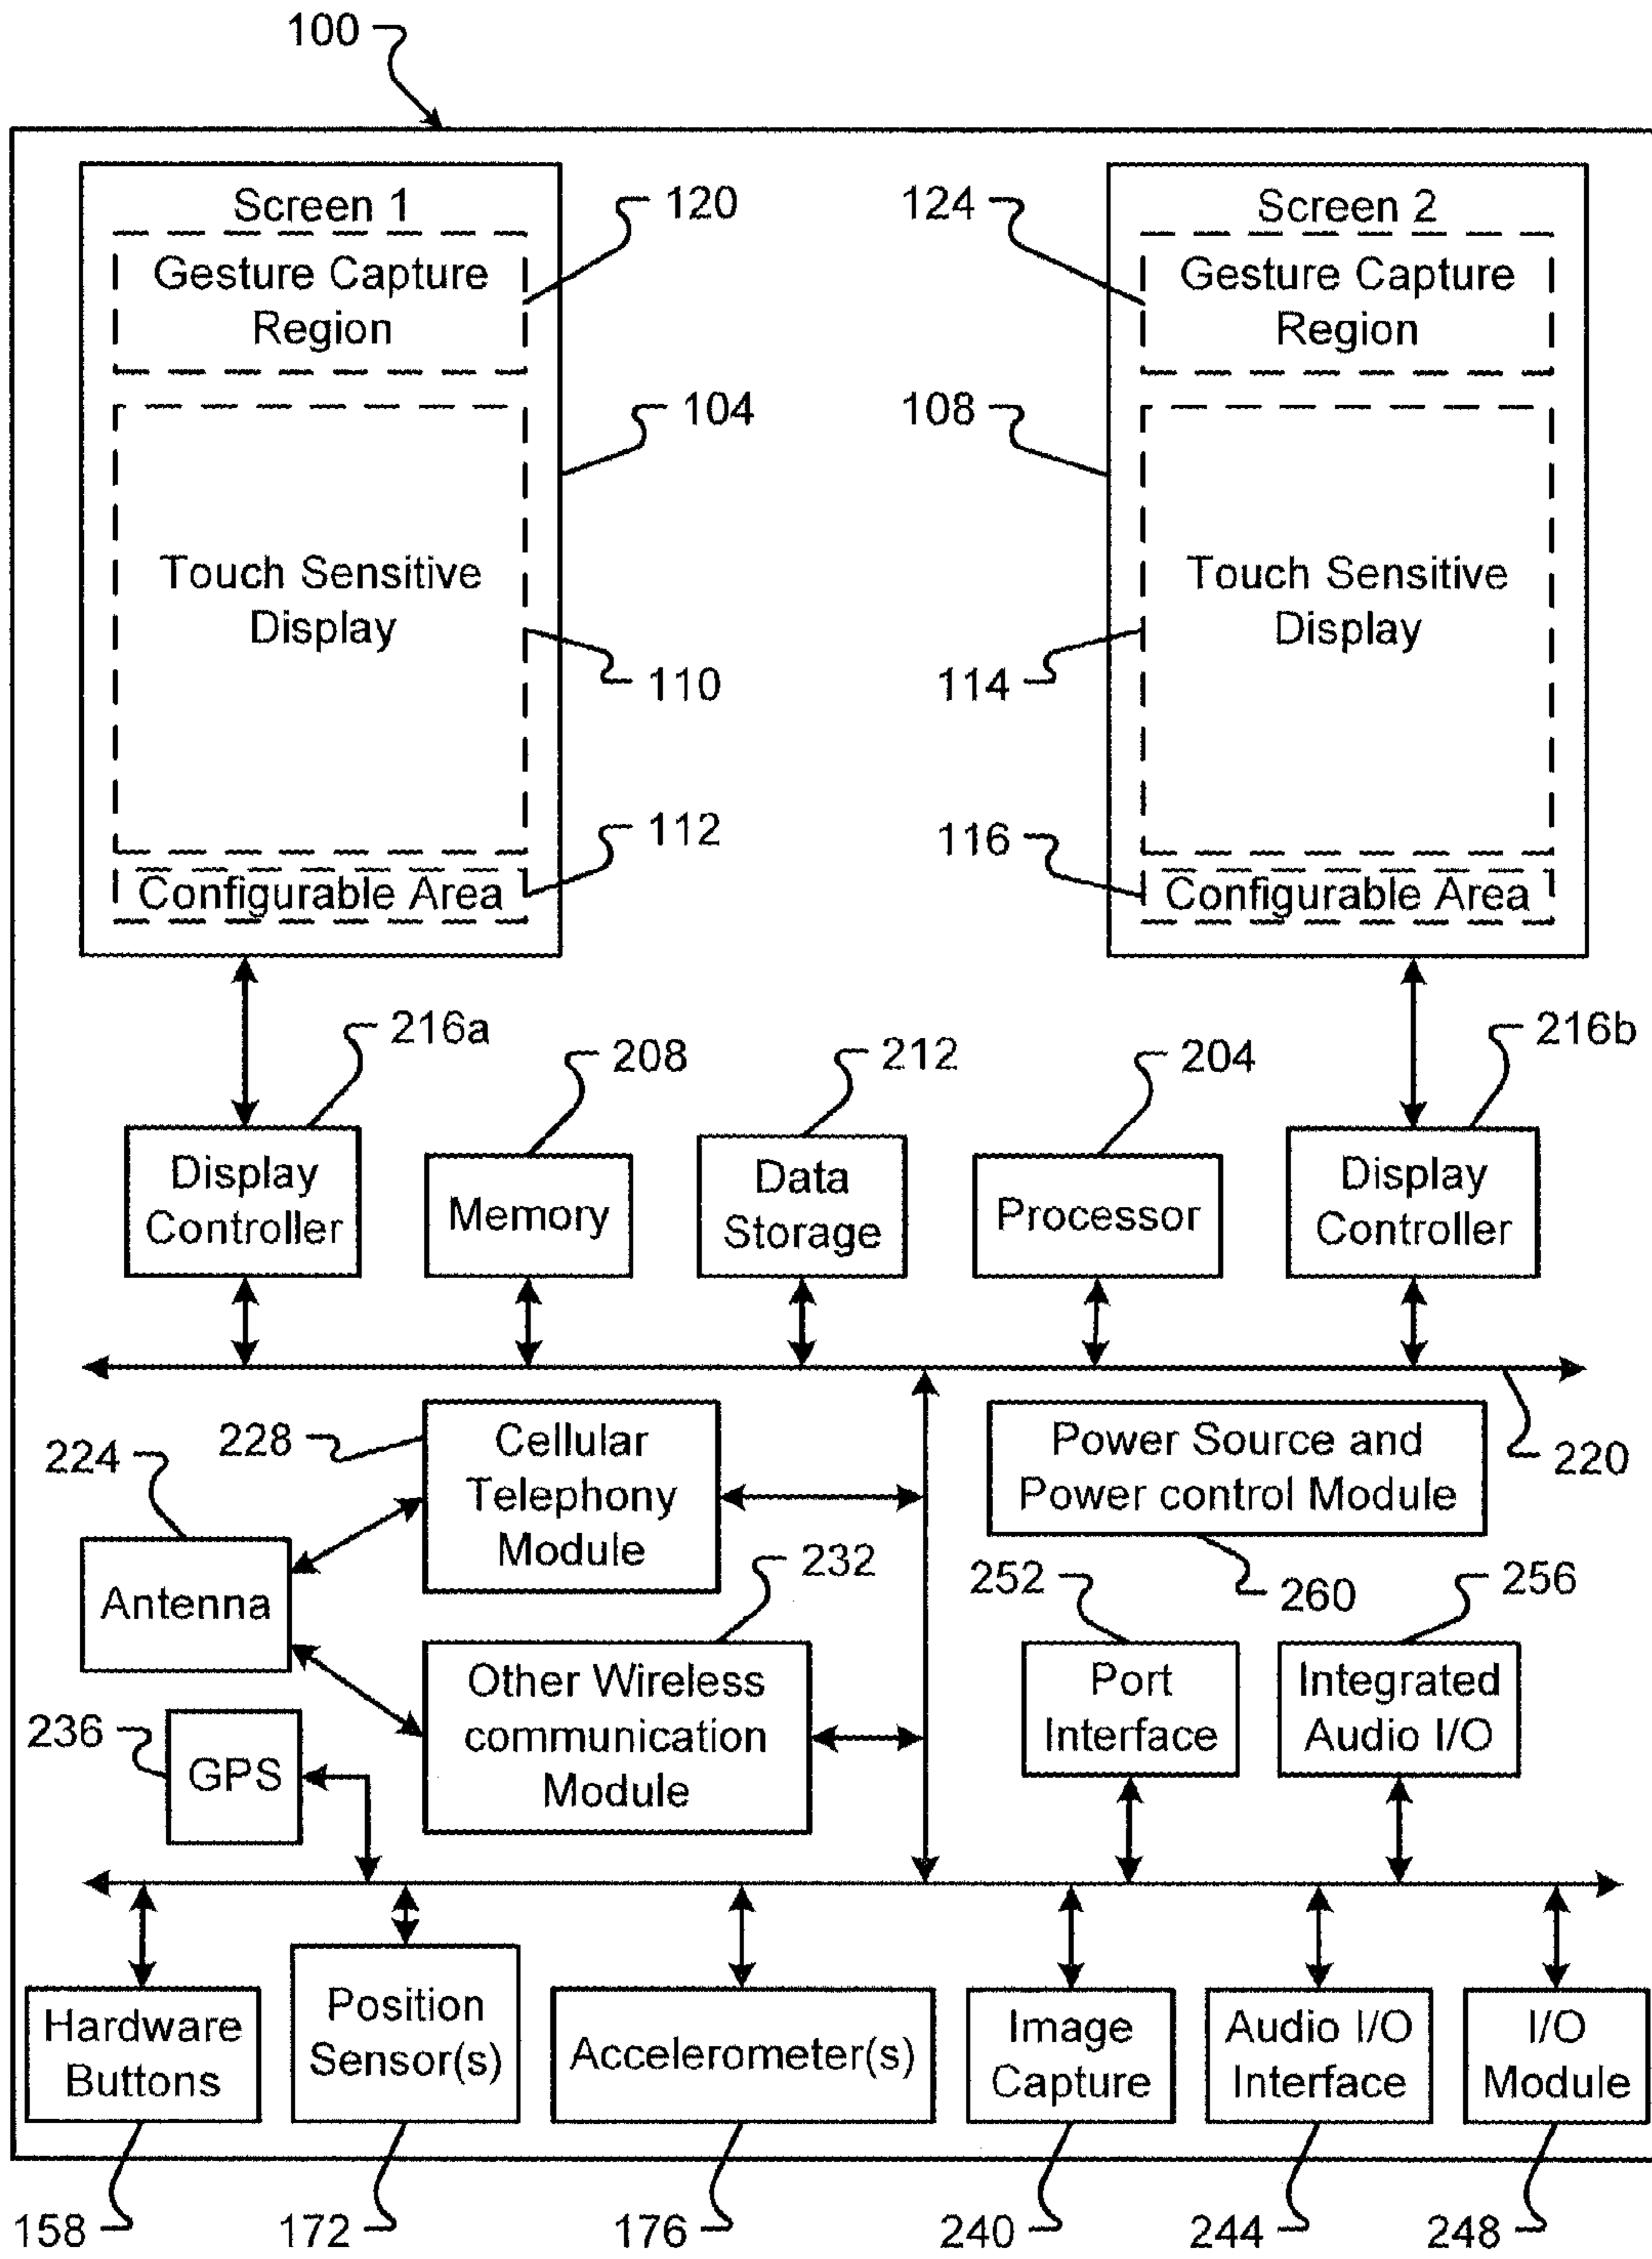 100
Screen 1
120
124
Screen 2
Gesture Capture
Region
Gesture Capture
Region
104
108
Touch Sensitive
Display
Touch Sensitive
Display
110
114
112
116
Configurable Area
Configurable Area
216a
208
212
204
216b
Display
Controller
Memory
Data
Storage
Processor
Display
Controller
224
228
Cellular
Telephony
Module
Power Source and
Power control Module
220
Antenna
232
252
260
256
236
GPS
Other Wireless
communication
Module
Port
Interface
Integrated
Audio I/O
Hardware
Buttons
Position
Sensor(s)
Accelerometer(s)
Image
Capture
Audio I/O
Interface
I/O
Module
158
172
176
240
244
248